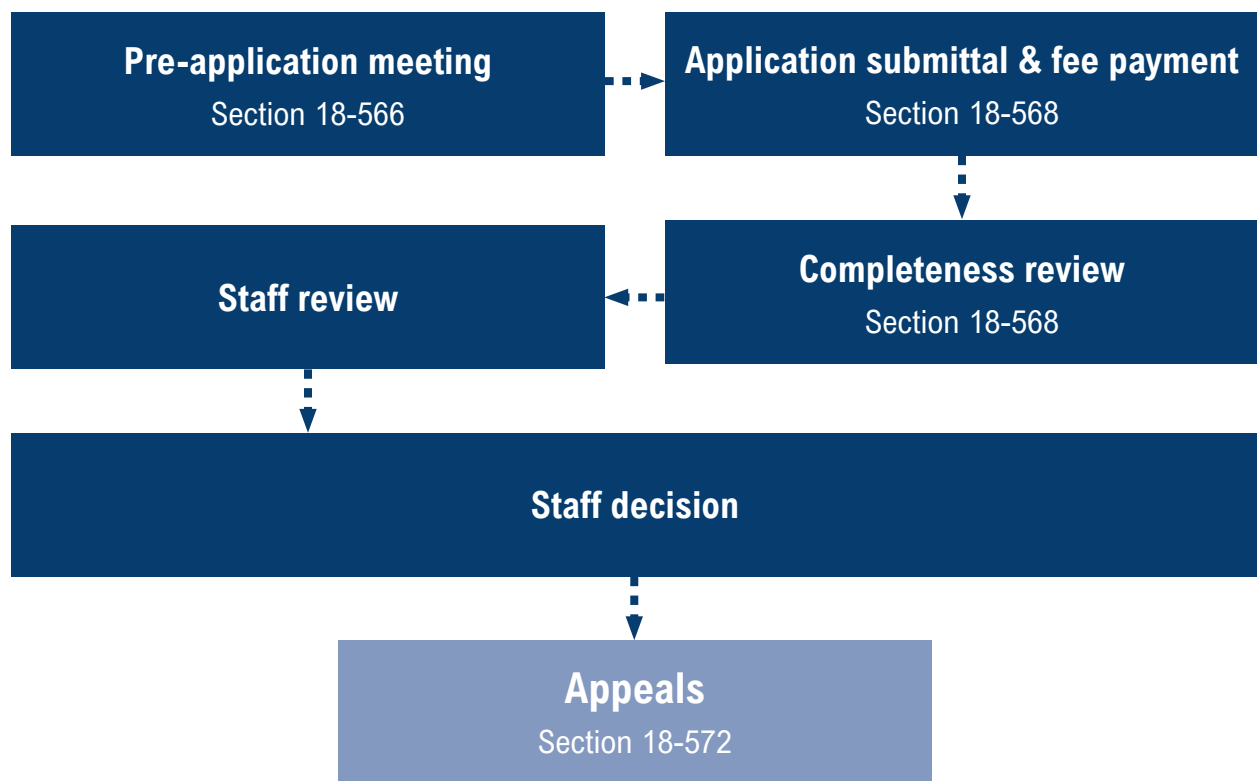 Pre-application meeting
Section 18-566
Application submittal & fee payment
Section 18-568
Completeness review
Section 18-568
Staff review
Staff decision
Appeals
Section 18-572